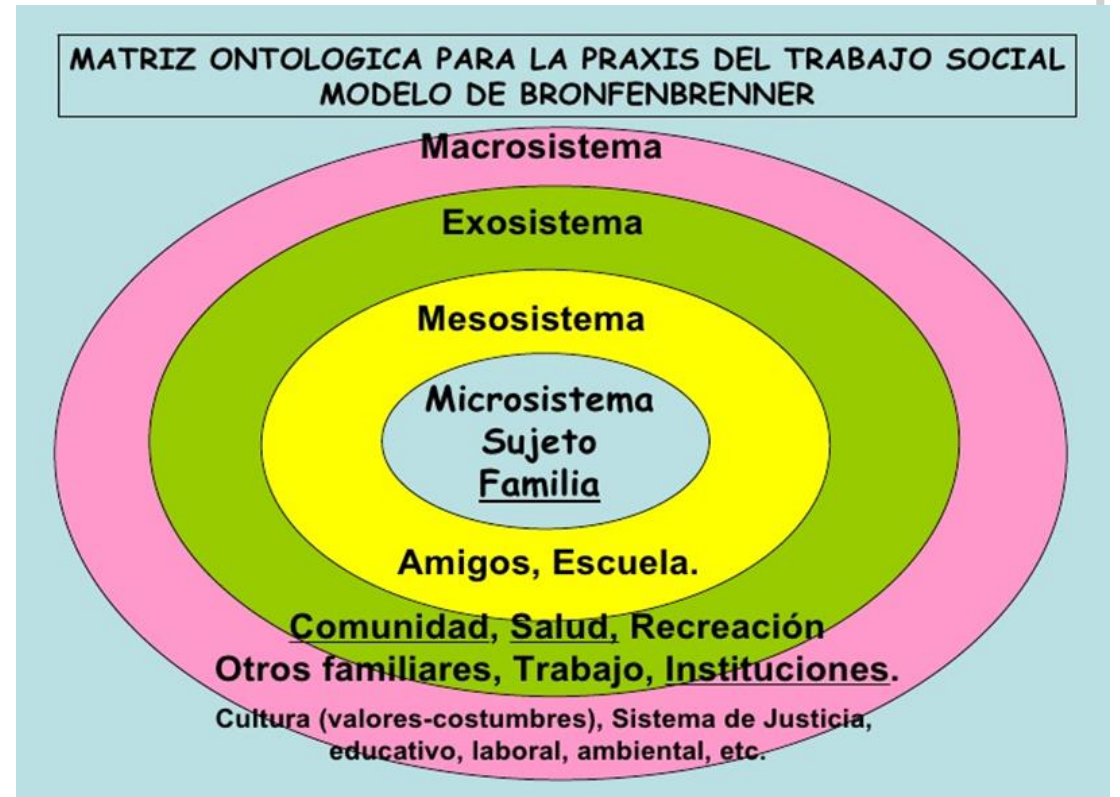 MATRIZ ONTOLOGICA PARA LA PRAXIS DEL TRABAJO SOCIAL
MODELO DE BRONFENBRENNER
Macrosistema
Exosistema
Mesosistema
Microsistema
Sujeto
Familia
Amigos, Escuela.
Comunidad, Salud, Recreación
Otros familiares, Trabajo, Instituciones.
Cultura (valores-costumbres), Sistema de Justicia,
educativo, laboral, ambiental, etc.